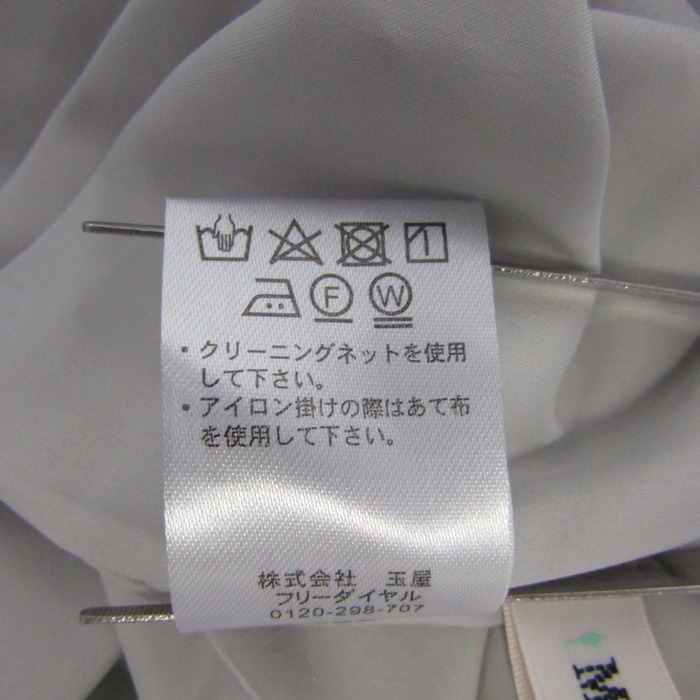 F W
・クリーニングネットを使用
して下さい。
・アイロン掛けの際はあて布
を使用して下さい。
株式会社 玉屋
フリーダイヤル
0120-298-707
M